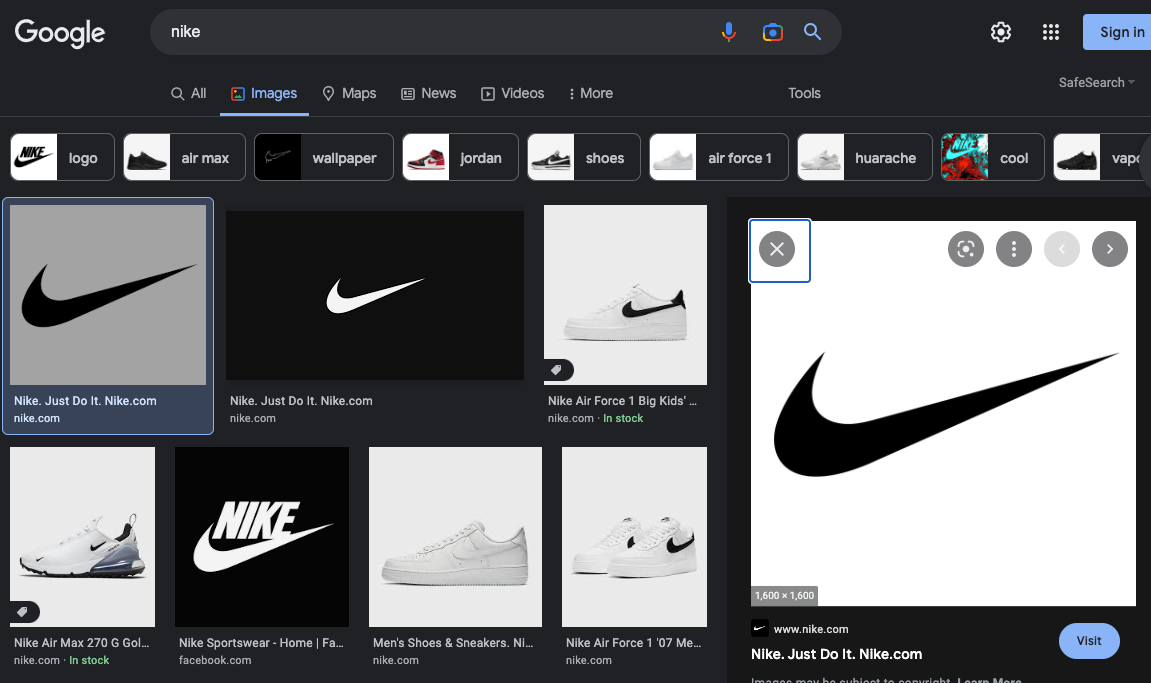 Google
nike
Sign in
All
Images
Maps
News
Videos
More
Tools
SafeSearch
NIKE
logo
air max
wallpaper
jordan
shoes
air force 1
huarache
NIKE
cool
Nike. Just Do It. Nike.com
nike.com
Nike. Just Do It. Nike.com
nike.com
Nike Air Force 1 Big Kids' ...
nike.com · In stock
NIKE
Nike Air Max 270 G Gol...
nike.com · In stock
Nike Sportswear - Home | Fa...
facebook.com
Men's Shoes & Sneakers. Ni...
nike.com
Nike Air Force 1 '07 Me...
nike.com
1,600 × 1,600
www.nike.com
Nike. Just Do It. Nike.com
Visit
Images may be subject to copyright. Learn More